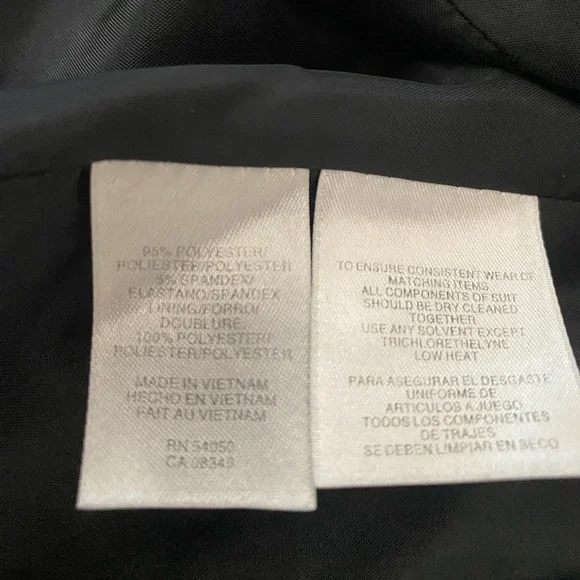 95% POLYESTER/
POLIESTER/POLYESTER
5% SPANDEX/
ELASTANO/SPANDEX
LINING/FORRO/
DOUBLURE:
100% POLYESTER/
POLIESTER/POLYESTER
MADE IN VIETNAM
HECHO EN VIETNAM
FAIT AU VIETNAM
RN 54050
CA 08349
TO ENSURE CONSISTENT WEAR OF
MATCHING ITEMS
ALL COMPONENTS OF SUIT
SHOULD BE DRY CLEANED
TOGETHER
USE ANY SOLVENT EXCEPT
TRICHLORETHELYNE
LOW HEAT
PARA ASEGURAR EL DESGASTE
UNIFORME DE
ARTICULOS A JUEGO
TODOS LOS COMPONENTES
DE TRAJES
SE DEBEN LIMPIAR EN SECO